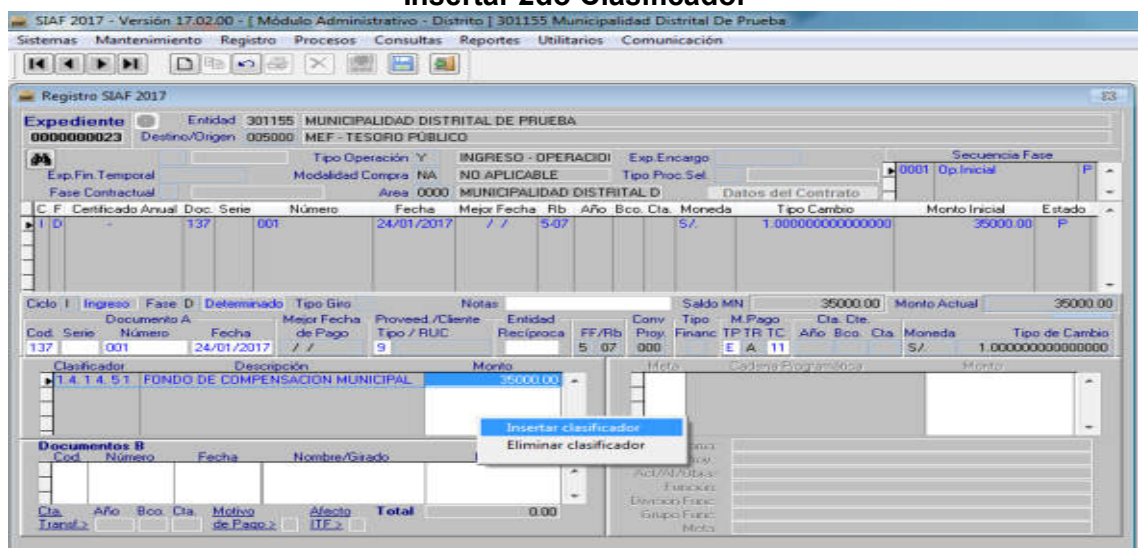 Insertar 2do Clasificador
SIAF 2017 - Versión 17.02.00 - [ Módulo Administrativo - Distrito ] 301155 Municipalidad Distrital De Prueba
Sistemas Mantenimiento Registro Procesos Consultas Reportes Utilitarios Comunicación
Registro SIAF 2017
Expediente Entidad 301155 MUNICIPALIDAD DISTRITAL DE PRUEBA
0000000023 Destino/Origen 005000 MEF - TESORO PÚBLICO
Tipo Operación Y INGRESO - OPERACIO Exp.Encargo Secuencia Fase
Exp.Fin.Temporal Modalidad Compra NA NO APLICABLE Tipo Proc.Sel. 0001 Op.Inicial P
Fase Contractual Area 0000 MUNICIPALIDAD DISTRITAL D Datos del Contrato
C F Certificado Anual Doc. Serie Número Fecha Mejor Fecha Rb Año Bco. Cta. Moneda Tipo Cambio Monto Inicial Estado
I D - 137 001 24/01/2017 / / 5-07 S/. 1.000000000000000 35000.00 P
Ciclo I Ingreso Fase D Determinado Tipo Giro Notas Saldo MN 35000.00 Monto Actual 35000.00
Documento A Mejor Fecha Proveed./Cliente Entidad Conv Tipo M.Pago Cta. Cte.
Cod. Serie Número Fecha de Pago Tipo / RUC Recíproca FF/Rb Proy. Financ TP TR TC Año Bco. Cta Moneda Tipo de Cambio
137 001 24/01/2017 / / 9 5 07 000 E A 11 S/. 1.000000000000000
Clasificador Descripción Monto Meta Cadena Programática Monto
1.4.1 4.51 FONDO DE COMPENSACION MUNICIPAL 35000.00
Insertar clasificador
Eliminar clasificador
Documentos B
Cod. Número Fecha Nombre/Girado
Act/AI/Obras
Función
División Func.
Grupo Func.
Meta
Cta. Año Bco. Cta. Motivo Afecto Total 0.00
Transf.> de Pago.> ITF.>